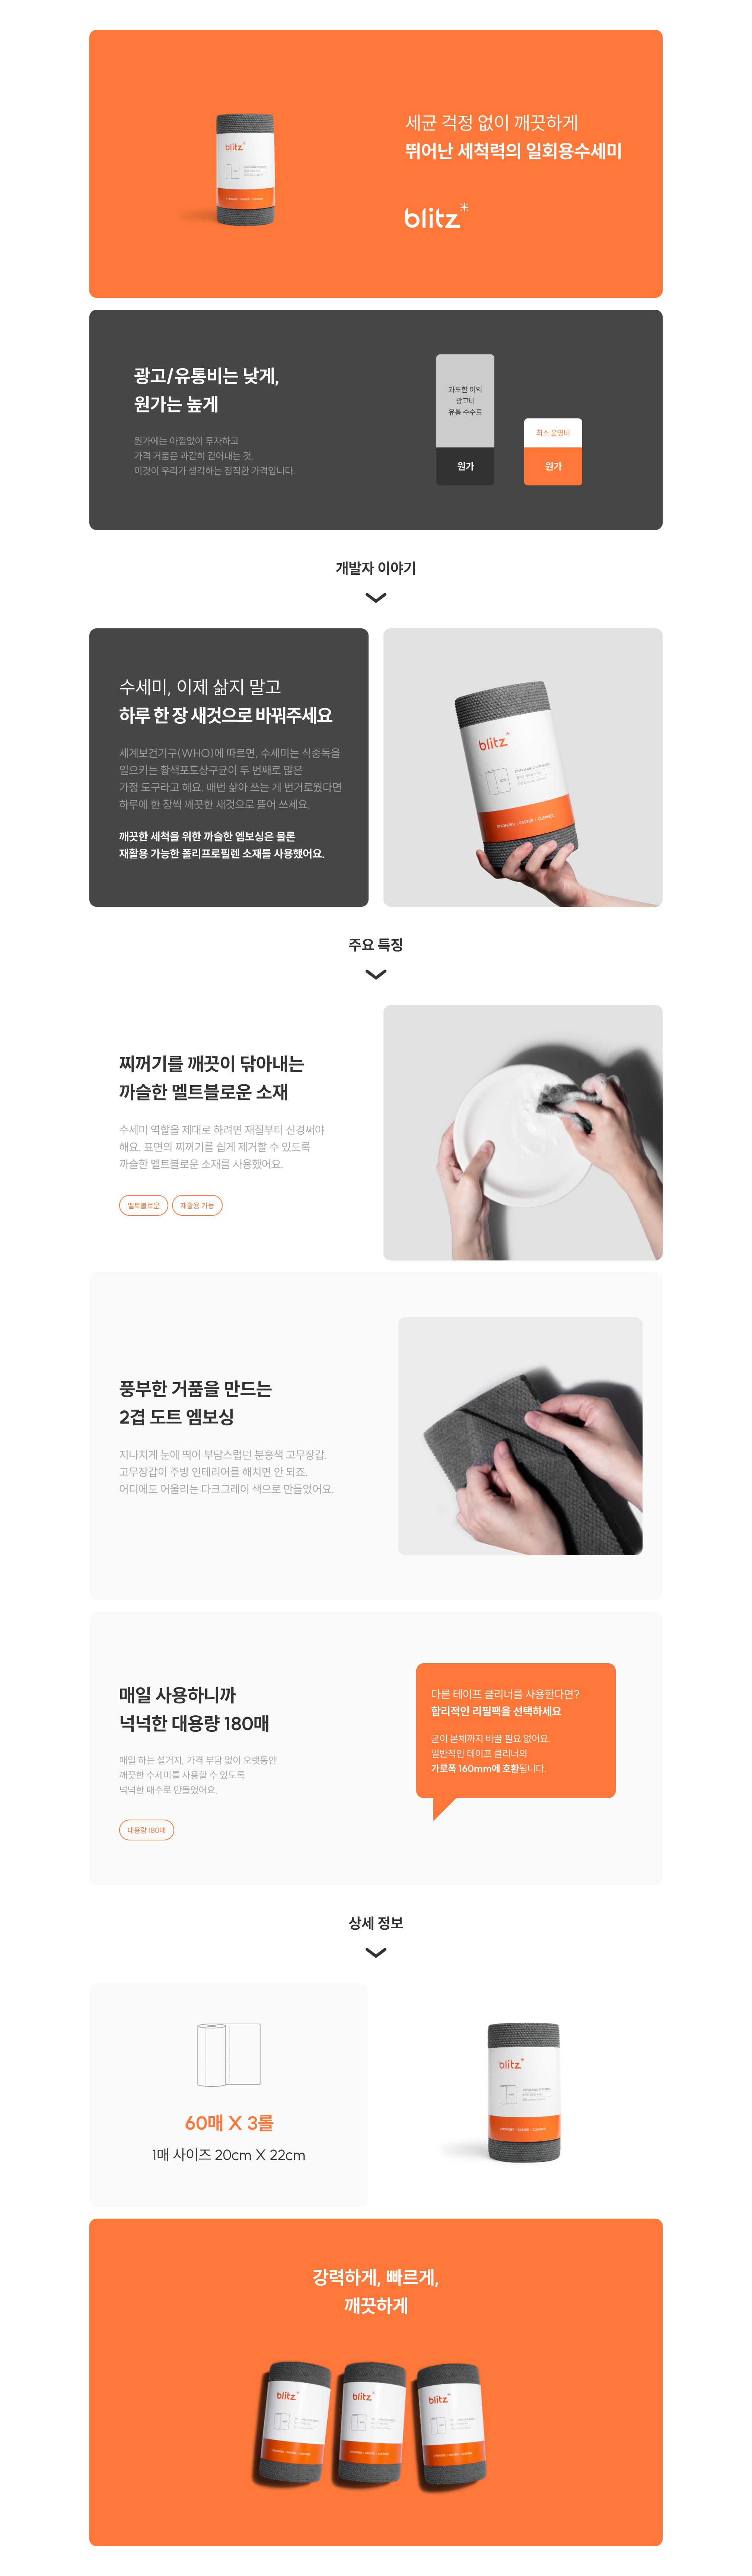 blitz
세균 걱정 없이 깨끗하게
뛰어난 세척력의 일회용수세미
blitz
광고/유통비는 낮게,
원가는 높게
원가에는 아낌없이 투자하고
가격 거품은 과감히 걷어내는 것.
이것이 우리가 생각하는 정직한 가격입니다.
과도한 이익
광고비
유통 수수료
원가
최소 운영비
원가
개발자 이야기
수세미, 이제 삶지 말고
하루 한 장 새것으로 바꿔주세요
세계보건기구(WHO)에 따르면, 수세미는 식중독을
일으키는 황색포도상구균이 두 번째로 많은
가정 도구라고 해요. 매번 삶아 쓰는 게 번거로웠다면
하루에 한 장씩 깨끗한 새것으로 뜯어 쓰세요.
깨끗한 세척을 위한 까슬한 엠보싱은 물론
재활용 가능한 폴리프로필렌 소재를 사용했어요.
blitz
STRONGER / FASTER / CLEANER
주요 특징
찌꺼기를 깨끗이 닦아내는
까슬한 멜트블로운 소재
수세미 역할을 제대로 하려면 재질부터 신경써야
해요. 표면의 찌꺼기를 쉽게 제거할 수 있도록
까슬한 멜트블로운 소재를 사용했어요.
멜트블로운
재활용 가능
풍부한 거품을 만드는
2겹 도트 엠보싱
지나치게 눈에 띄어 부담스럽던 분홍색 고무장갑.
고무장갑이 주방 인테리어를 해치면 안 되죠.
어디에도 어울리는 다크그레이 색으로 만들었어요.
매일 사용하니까
넉넉한 대용량 180매
매일 하는 설거지, 가격 부담 없이 오랫동안
깨끗한 수세미를 사용할 수 있도록
넉넉한 매수로 만들었어요.
대용량 180매
다른 테이프 클리너를 사용한다면?
합리적인 리필팩을 선택하세요
굳이 본체까지 바꿀 필요 없어요.
일반적인 테이프 클리너의
가로폭 160mm에 호환됩니다.
상세 정보
60매 X 3롤
1매 사이즈 20cm X 22cm
blitz
STRONGER / FASTER / CLEANER
강력하게, 빠르게,
깨끗하게
blitz
blitz
blitz